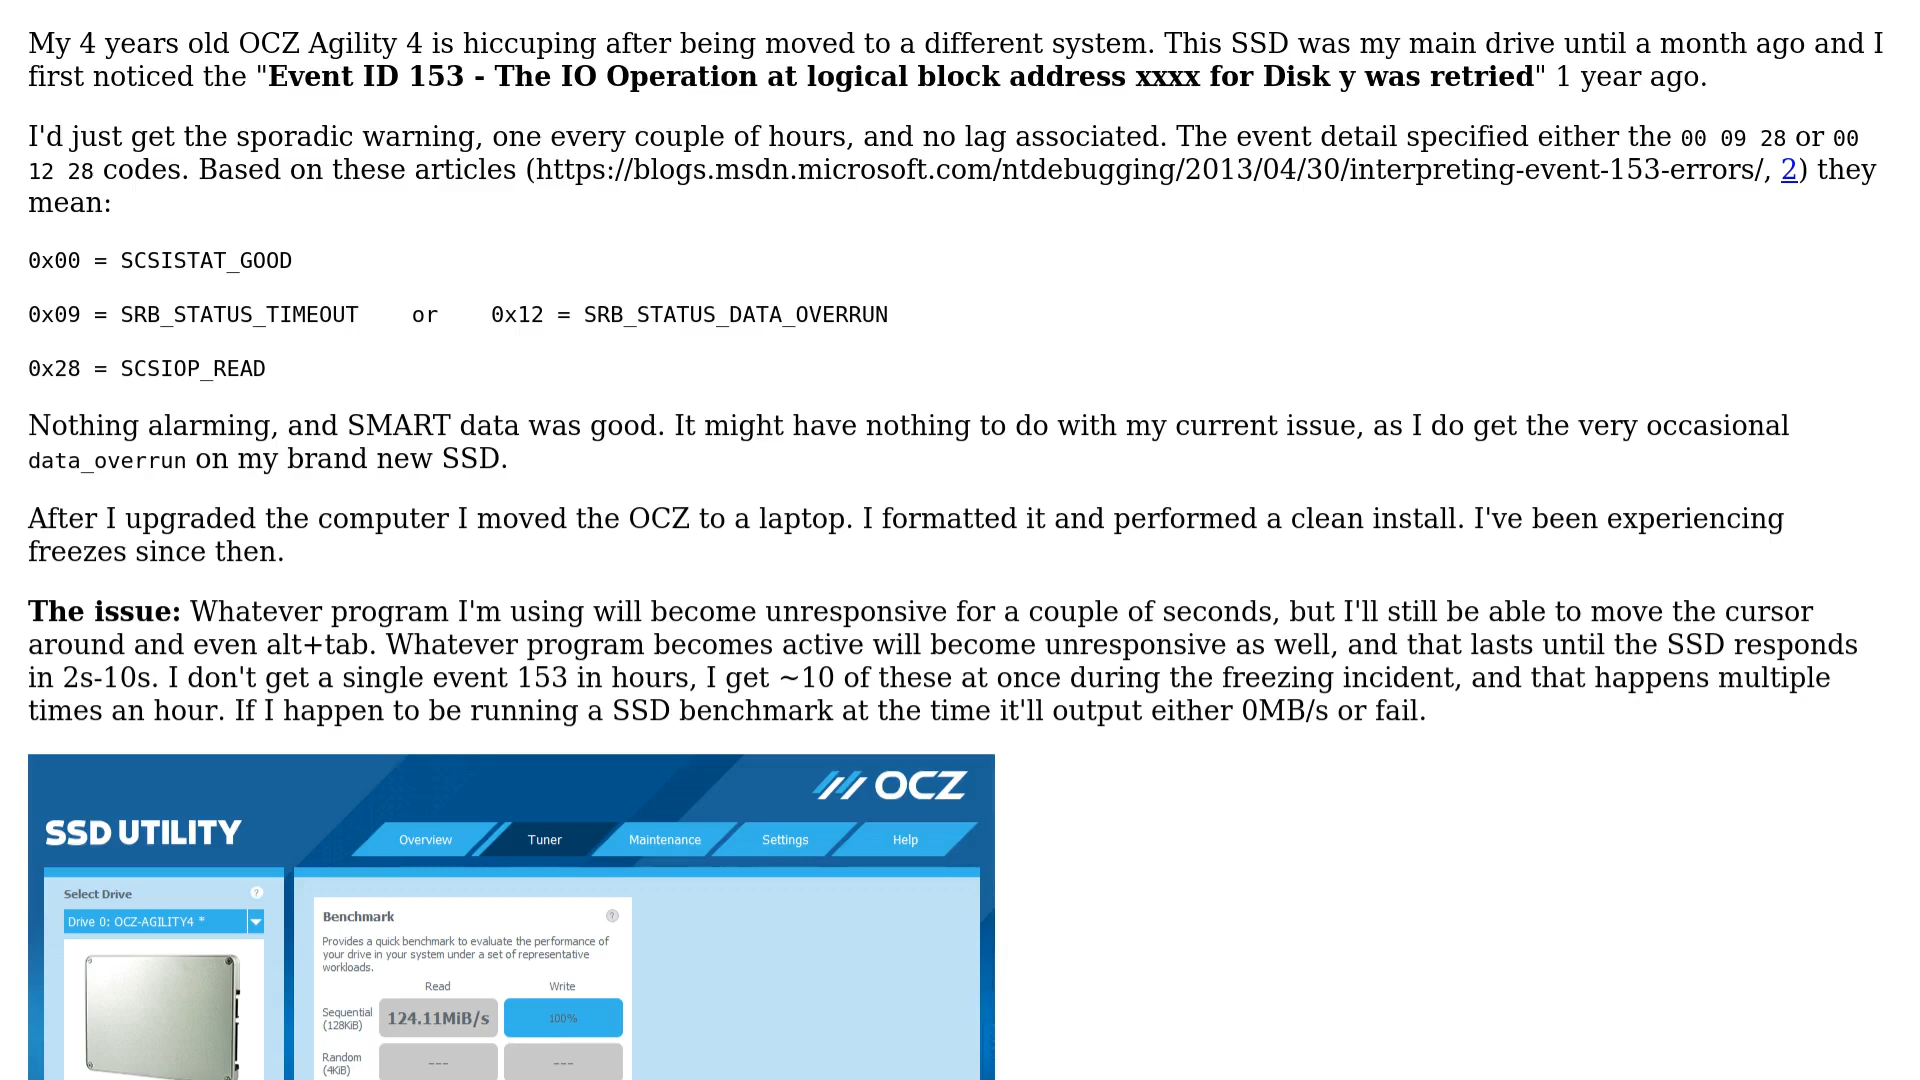 My 4 years old OCZ Agility 4 is hiccuping after being moved to a different system. This SSD was my main drive until a month ago and I
first noticed the "Event ID 153 - The IO Operation at logical block address xxxx for Disk y was retried" 1 year ago.
I'd just get the sporadic warning, one every couple of hours, and no lag associated. The event detail specified either the 00 09 28 or 00
12 28 codes. Based on these articles (https://blogs.msdn.microsoft.com/ntdebugging/2013/04/30/interpreting-event-153-errors/, 2) they
mean:
0x00 = SCSISTAT_GOOD
0x09 = SRB_STATUS_TIMEOUT    or    0x12 = SRB_STATUS_DATA_OVERRUN
0x28 = SCSIOP_READ
Nothing alarming, and SMART data was good. It might have nothing to do with my current issue, as I do get the very occasional
data_overrun on my brand new SSD.
After I upgraded the computer I moved the OCZ to a laptop. I formatted it and performed a clean install. I've been experiencing
freezes since then.
The issue: Whatever program I'm using will become unresponsive for a couple of seconds, but I'll still be able to move the cursor
around and even alt+tab. Whatever program becomes active will become unresponsive as well, and that lasts until the SSD responds
in 2s-10s. I don't get a single event 153 in hours, I get ~10 of these at once during the freezing incident, and that happens multiple
times an hour. If I happen to be running a SSD benchmark at the time it'll output either 0MB/s or fail.
OCZ
SSD UTILITY
Overview Tuner Maintenance Settings Help
Select Drive ?
Drive 0: OCZ-AGILITY4 *
Benchmark ?
Provides a quick benchmark to evaluate the performance of
your drive in your system under a set of representative
workloads.
Read Write
Sequential
(128KiB) 124.11MiB/s 100%
Random
(4KiB) --- ---